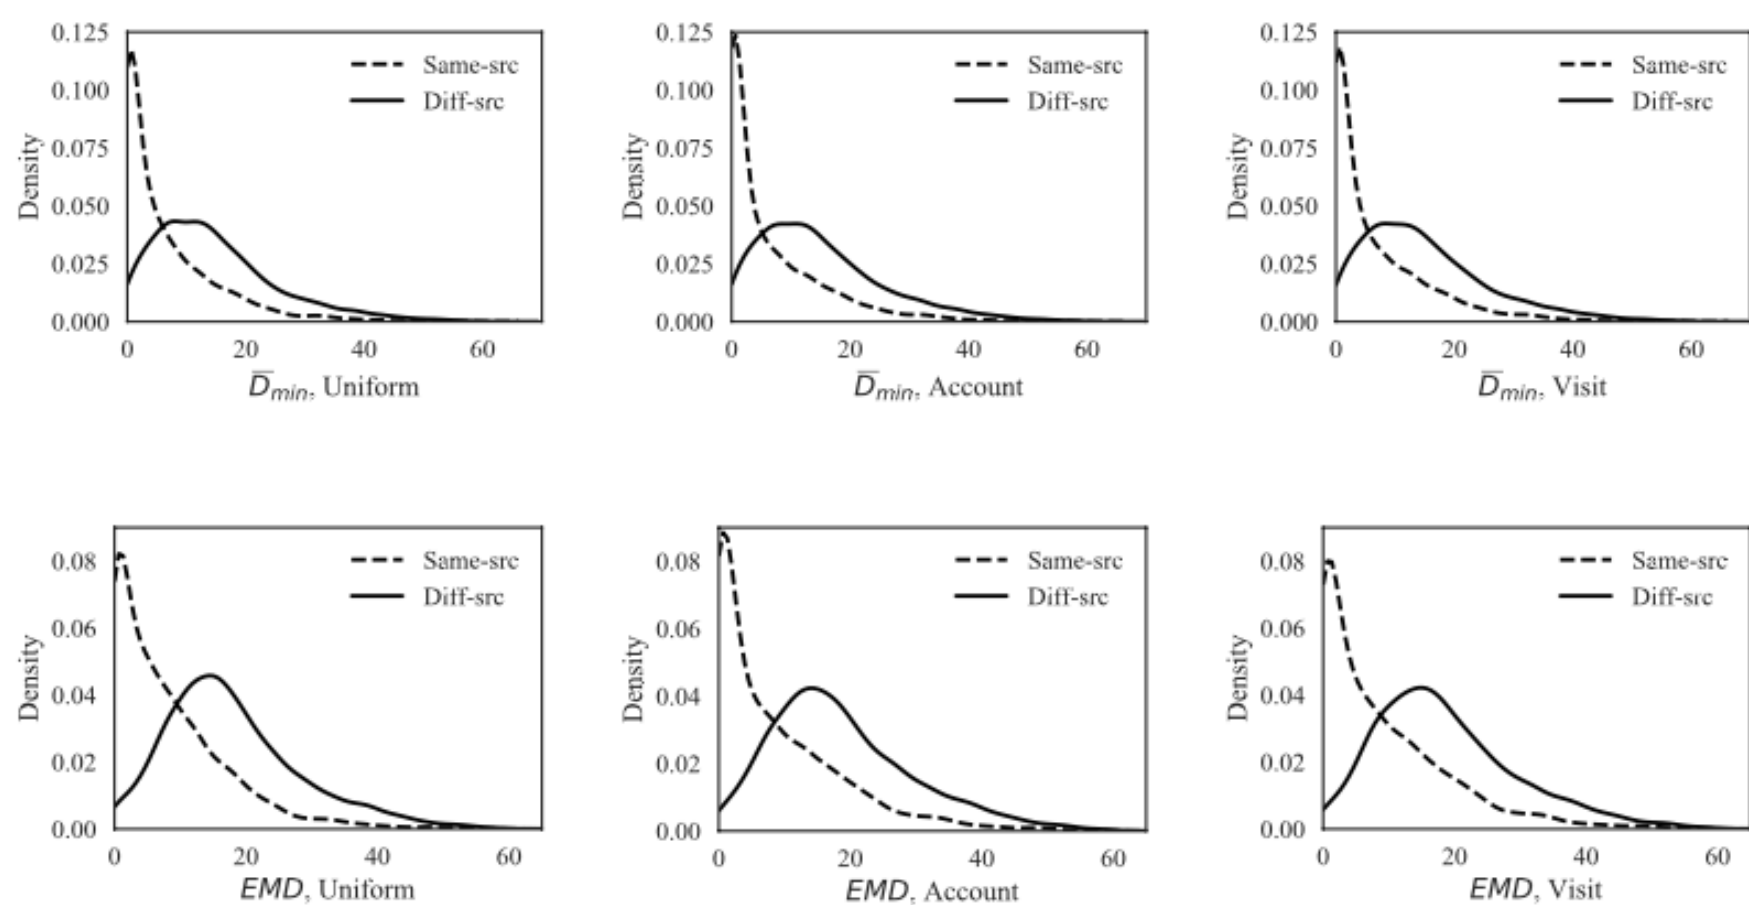 0.125
0.100
0.075
0.050
0.025
0.000
Density
Same-src
Diff-src
0 20 40 60
D̅min, Uniform
0.125
0.100
0.075
0.050
0.025
0.000
Density
Same-src
Diff-src
0 20 40 60
D̅min, Account
0.125
0.100
0.075
0.050
0.025
0.000
Density
Same-src
Diff-src
0 20 40 60
D̅min, Visit
0.08
0.06
0.04
0.02
0.00
Density
Same-src
Diff-src
0 20 40 60
EMD, Uniform
0.08
0.06
0.04
0.02
0.00
Density
Same-src
Diff-src
0 20 40 60
EMD, Account
0.08
0.06
0.04
0.02
0.00
Density
Same-src
Diff-src
0 20 40 60
EMD, Visit